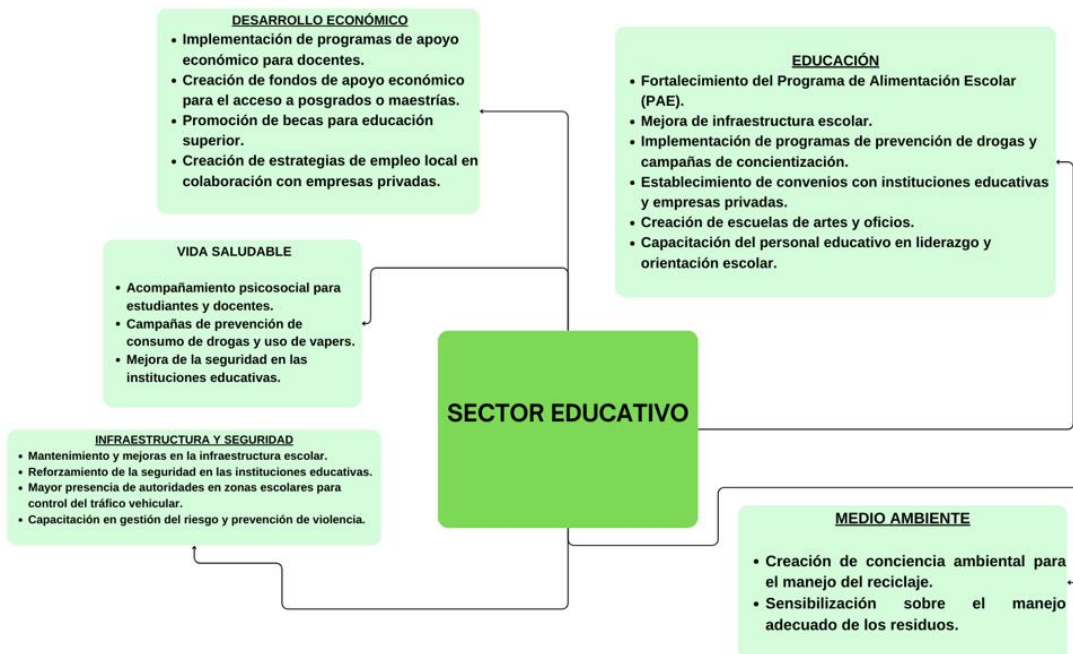 DESARROLLO ECONÓMICO
• Implementación de programas de apoyo
económico para docentes.
• Creación de fondos de apoyo económico
para el acceso a posgrados o maestrías.
• Promoción de becas para educación
superior.
• Creación de estrategias de empleo local en
colaboración con empresas privadas.
EDUCACIÓN
• Fortalecimiento del Programa de Alimentación Escolar
(PAE).
• Mejora de infraestructura escolar.
• Implementación de programas de prevención de drogas y
campañas de concientización.
• Establecimiento de convenios con instituciones educativas
y empresas privadas.
• Creación de escuelas de artes y oficios.
• Capacitación del personal educativo en liderazgo y
orientación escolar.
VIDA SALUDABLE
• Acompañamiento psicosocial para
estudiantes y docentes.
• Campañas de prevención de
consumo de drogas y uso de vapers.
• Mejora de la seguridad en las
instituciones educativas.
SECTOR EDUCATIVO
INFRAESTRUCTURA Y SEGURIDAD
• Mantenimiento y mejoras en la infraestructura escolar.
• Reforzamiento de la seguridad en las instituciones educativas.
• Mayor presencia de autoridades en zonas escolares para
control del tráfico vehicular.
• Capacitación en gestión del riesgo y prevención de violencia.
MEDIO AMBIENTE
• Creación de conciencia ambiental para
el manejo del reciclaje.
• Sensibilización sobre el manejo
adecuado de los residuos.